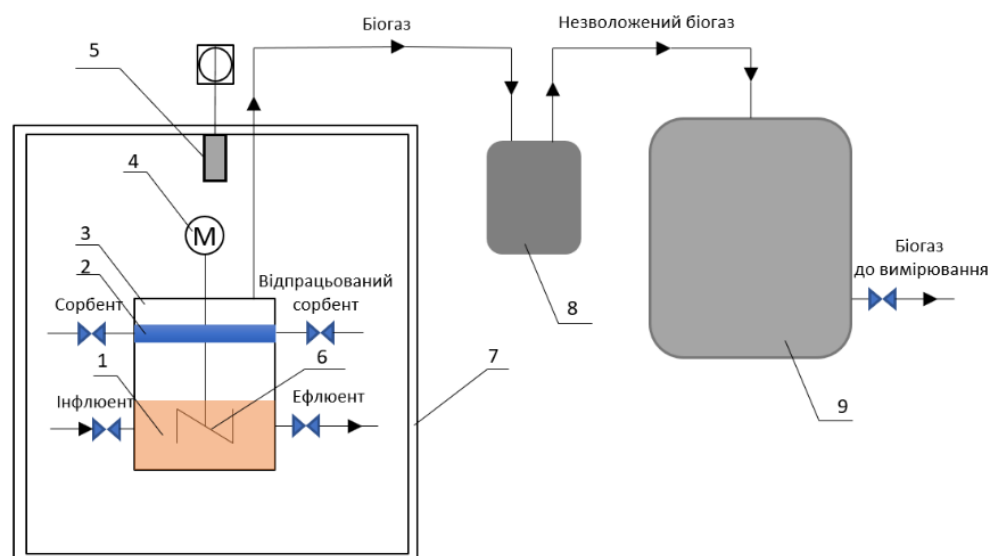 Біогаз
Незволожений біогаз
5
4
M
3
2
Сорбент
Відпрацьований
сорбент
8
Біогаз
до вимірювання
1
6
7
Інфлюент
Ефлюент
9